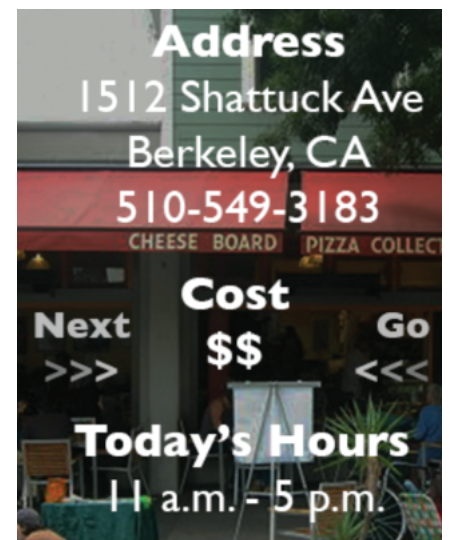 Address
1512 Shattuck Ave
Berkeley, CA
510-549-3183
CHEESE BOARD PIZZA COLLECT
Cost
$$
Next
>>>
Go
<<<
Today's Hours
11 a.m. - 5 p.m.